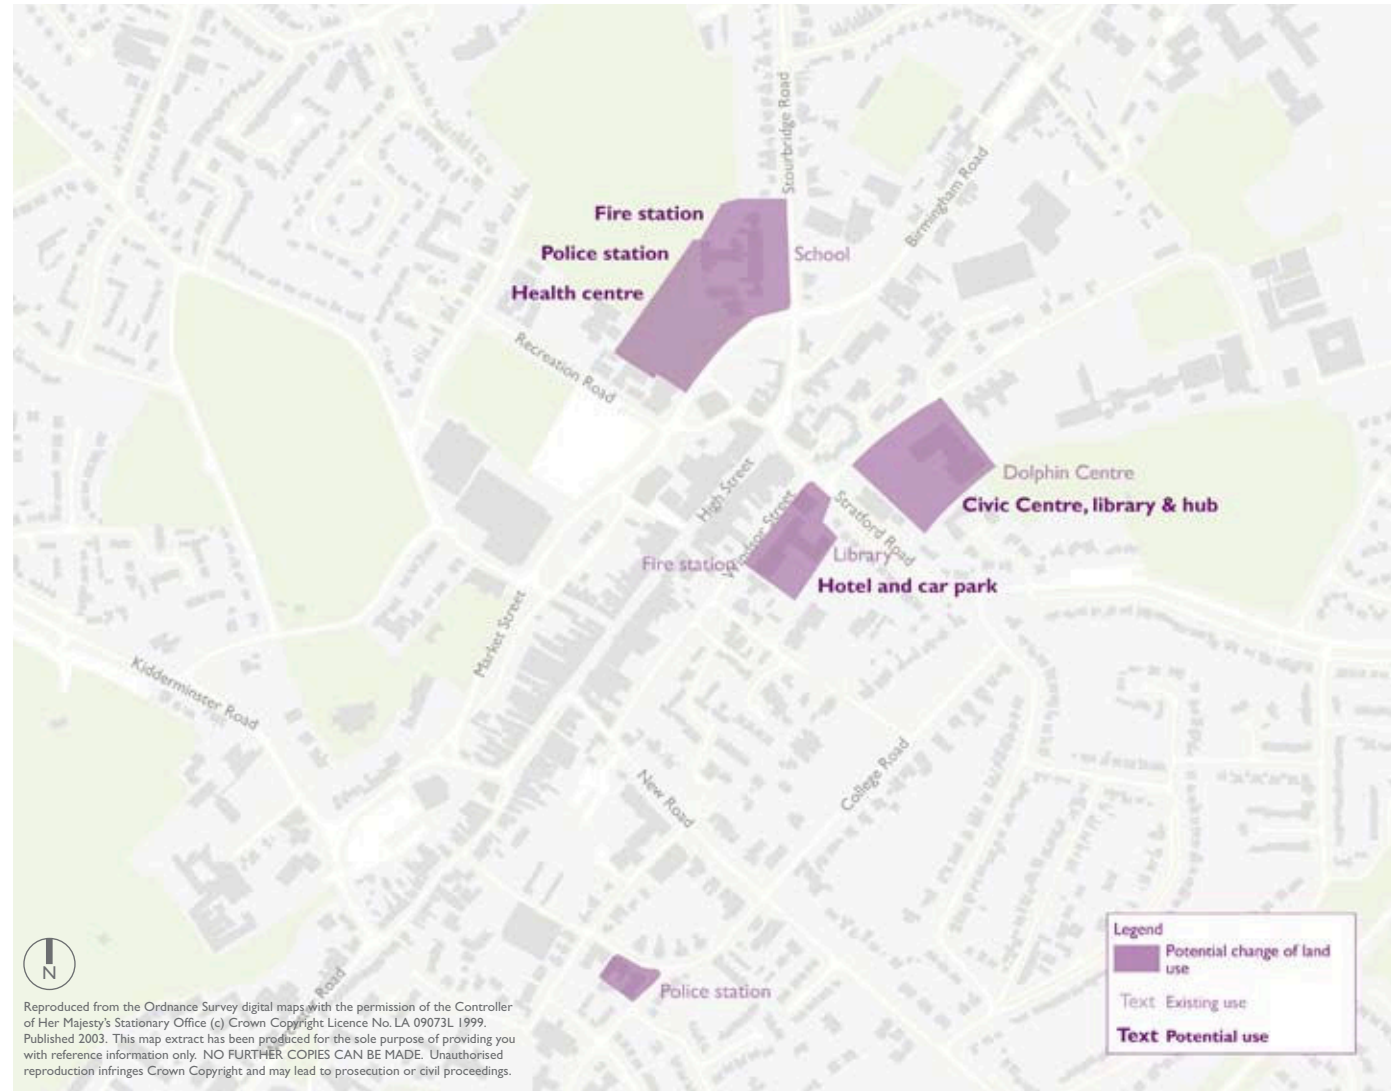 Stourbridge Road
Birmingham Road
Fire station
School
Police station
Health centre
Recreation Road
High Street
Dolphin Centre
Civic Centre, library & hub
Stratford Road
Street
Library
Fire station
Hotel and car park
Market Street
Kidderminster Road
College Road
New Road
Police station
Road
Legend
Potential change of land
use
Text Existing use
Text Potential use
N
Reproduced from the Ordnance Survey digital maps with the permission of the Controller
of Her Majesty's Stationary Office (c) Crown Copyright Licence No. LA 09073L 1999.
Published 2003. This map extract has been produced for the sole purpose of providing you
with reference information only. NO FURTHER COPIES CAN BE MADE. Unauthorised
reproduction infringes Crown Copyright and may lead to prosecution or civil proceedings.